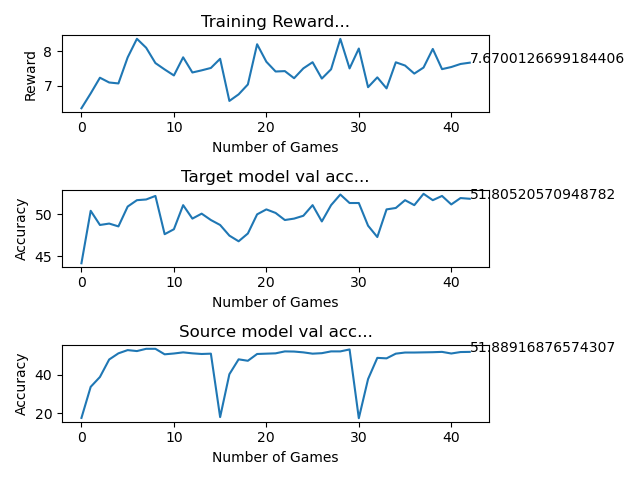 Training Reward...
8
7
Reward
7.6700126699184406
0 10 20 30 40
Number of Games
Target model val acc...
50
45
Accuracy
51.80520570948782
0 10 20 30 40
Number of Games
Source model val acc...
40
20
Accuracy
51.88916876574307
0 10 20 30 40
Number of Games